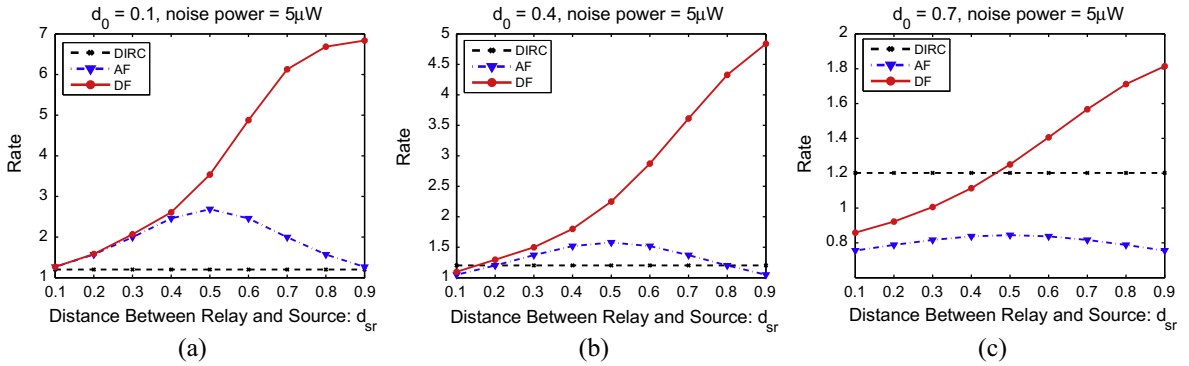 d0 = 0.1, noise power = 5μW
7
6
5
4
3
2
1
Rate
DIRC
AF
DF
0.1 0.2 0.3 0.4 0.5 0.6 0.7 0.8 0.9
Distance Between Relay and Source: dsr
(a)
d0 = 0.4, noise power = 5μW
5
4.5
4
3.5
3
2.5
2
1.5
1
Rate
DIRC
AF
DF
0.1 0.2 0.3 0.4 0.5 0.6 0.7 0.8 0.9
Distance Between Relay and Source: dsr
(b)
d0 = 0.7, noise power = 5μW
2
1.8
1.6
1.4
1.2
1
0.8
0.6
Rate
DIRC
AF
DF
0.1 0.2 0.3 0.4 0.5 0.6 0.7 0.8 0.9
Distance Between Relay and Source: dsr
(c)